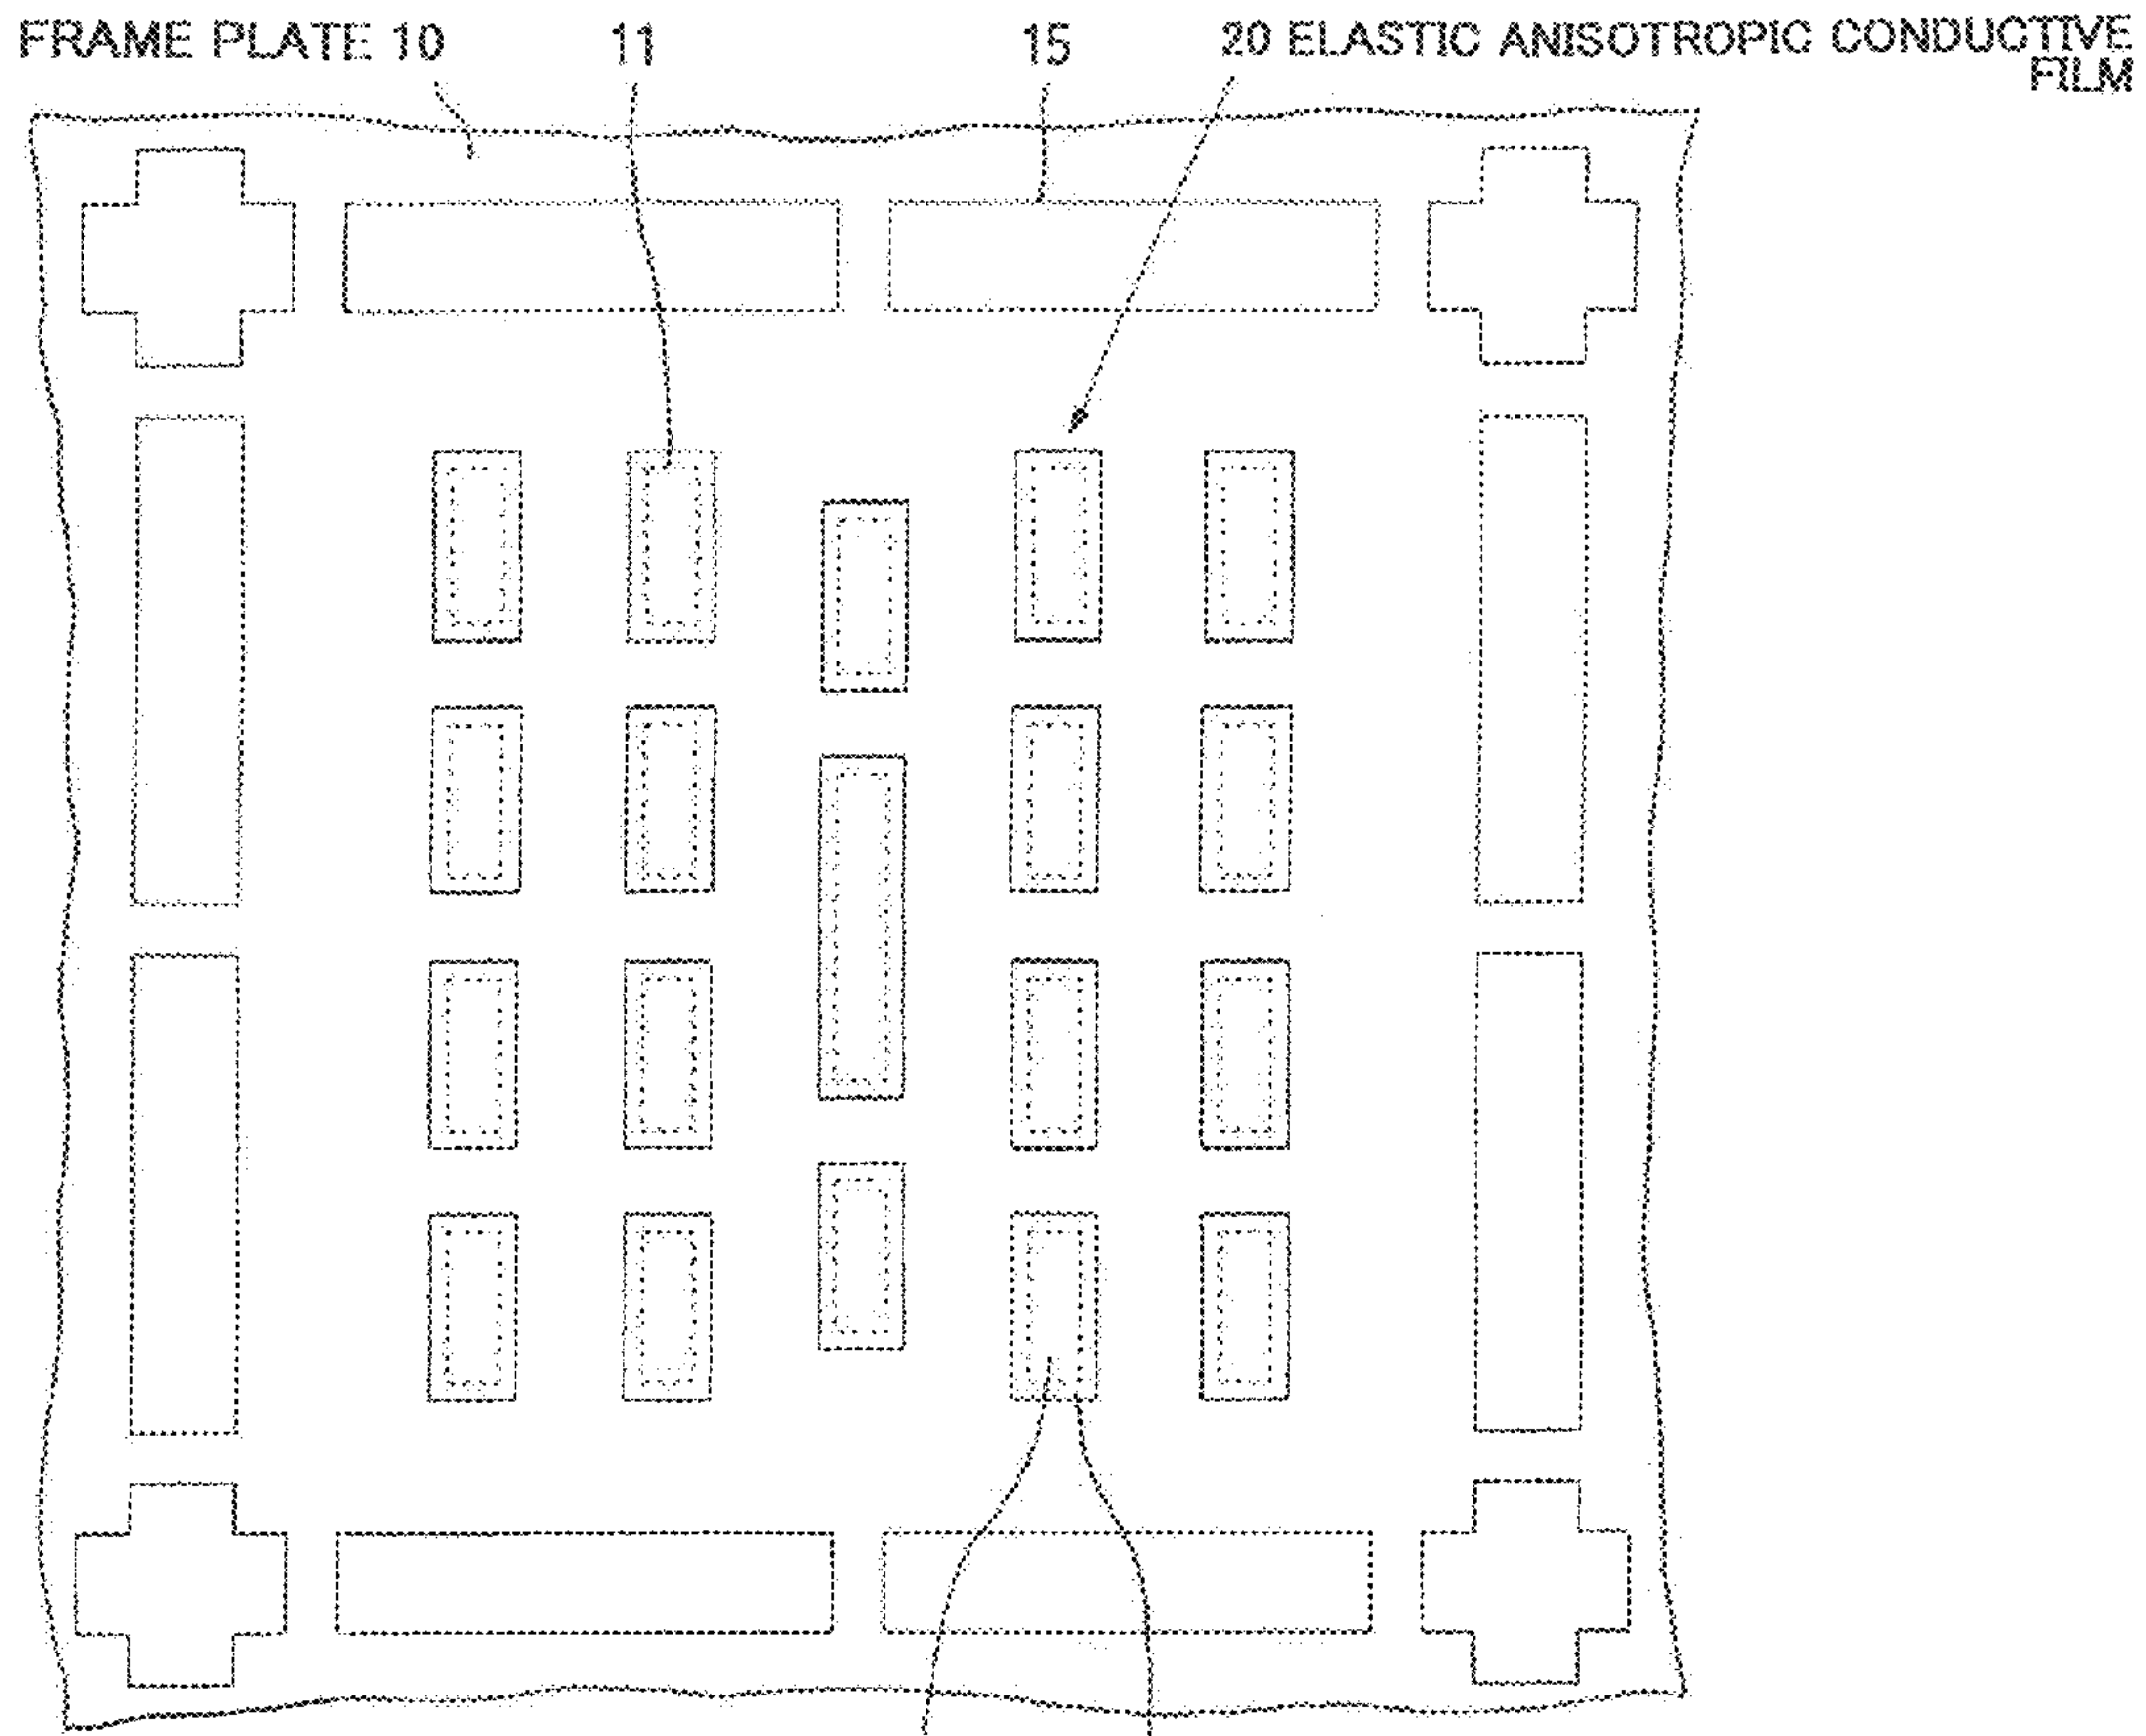 FRAME PLATE 10
11
15
20 ELASTIC ANISOTROPIC CONDUCTIVE
FILM